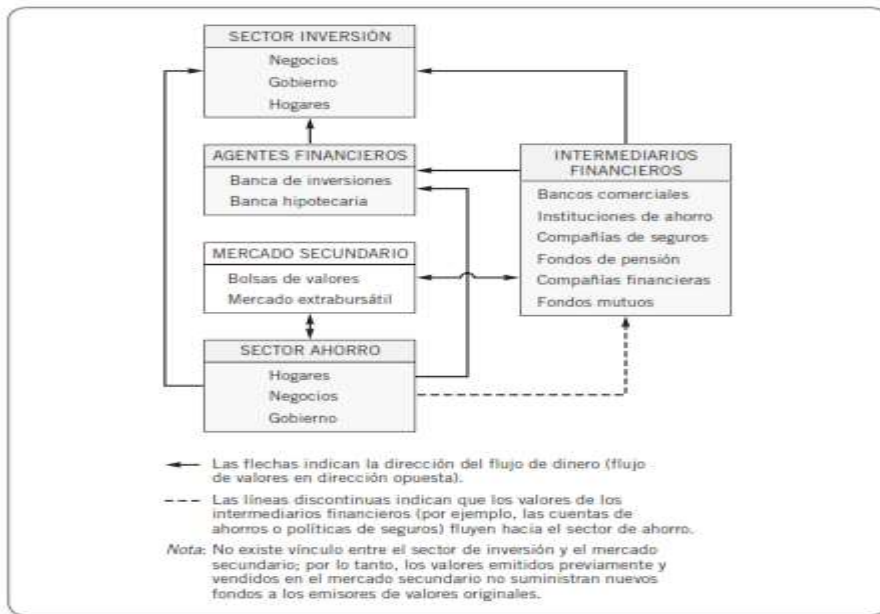 SECTOR INVERSIÓN
Negocios
Gobierno
Hogares
AGENTES FINANCIEROS
Banca de inversiones
Banca hipotecaria
INTERMEDIARIOS
FINANCIEROS
Bancos comerciales
Instituciones de ahorro
Compañías de seguros
Fondos de pensión
Compañías financieras
Fondos mutuos
MERCADO SECUNDARIO
Bolsas de valores
Mercado extrabursátil
SECTOR AHORRO
Hogares
Negocios
Gobierno
Las flechas indican la dirección del flujo de dinero (flujo
de valores en dirección opuesta).
Las líneas discontinuas indican que los valores de los
intermediarios financieros (por ejemplo, las cuentas de
ahorros o políticas de seguros) fluyen hacia el sector de ahorro.
Nota: No existe vínculo entre el sector de inversión y el mercado
secundario; por lo tanto, los valores emitidos previamente y
vendidos en el mercado secundario no suministran nuevos
fondos a los emisores de valores originales.